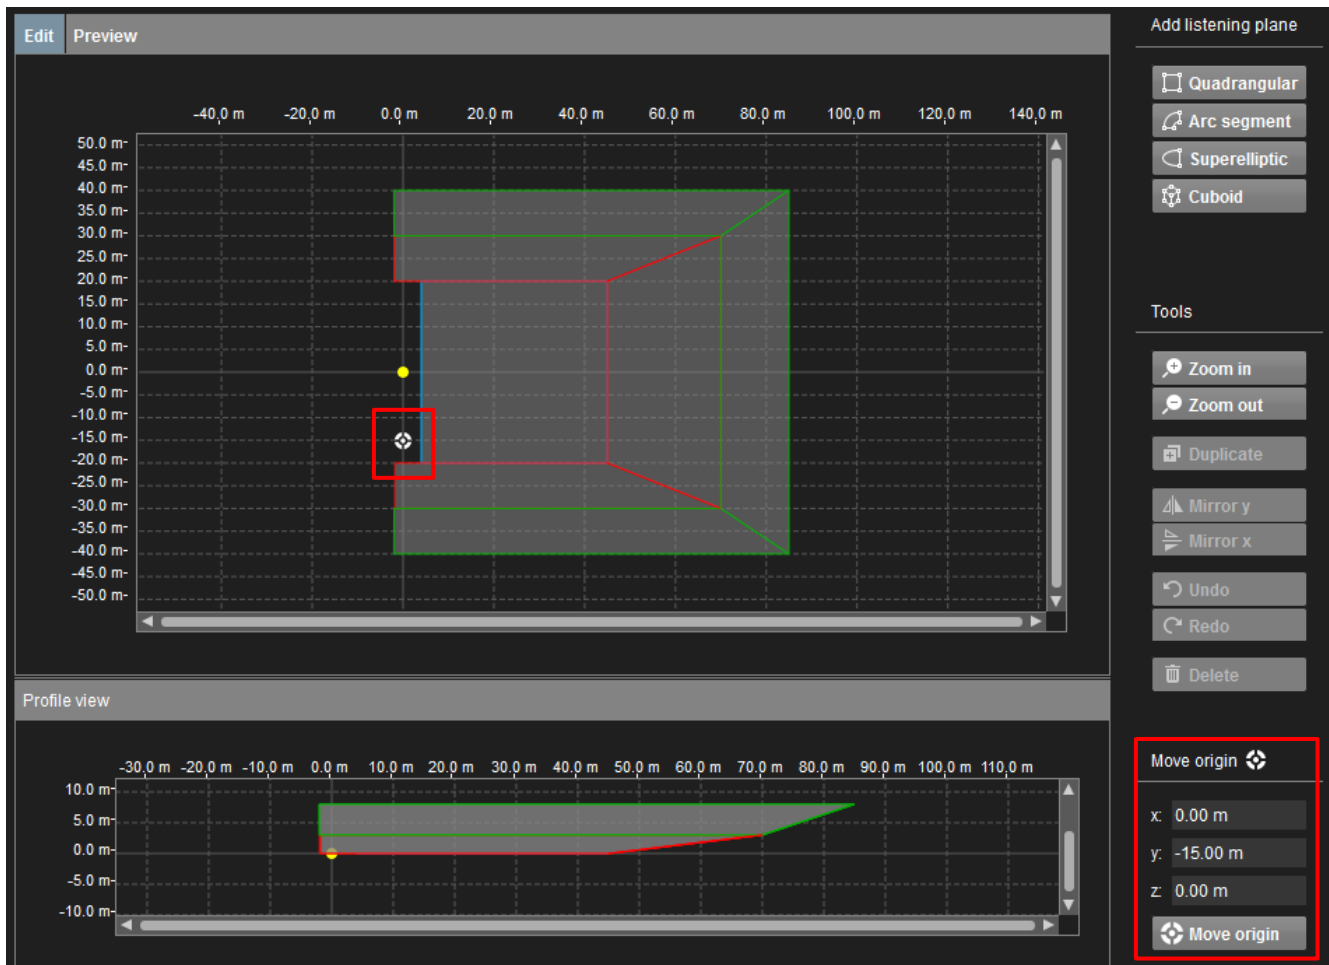 Edit Preview
Add listening plane
Quadrangular
Arc segment
Superelliptic
Cuboid
-40,0 m -20,0 m 0.0 m 20,0 m 40.0 m 60,0 m 80.0 m 100,0 m 120,0 m 140,0 m
50.0 m-
45.0 m-
40.0 m-
35.0 m-
30.0 m-
25.0 m-
20.0 m-
15.0 m-
10.0 m-
5.0 m-
0.0 m-
-5.0 m-
-10.0 m-
-15.0 m-
-20.0 m-
-25.0 m-
-30.0 m-
-35.0 m-
-40.0 m-
-45.0 m-
-50.0 m-
Tools
Zoom in
Zoom out
Duplicate
Mirror y
Mirror x
Undo
Redo
Delete
Profile view
-30,0 m -20,0 m -10,0 m 0.0 m 10,0 m 20,0 m 30,0 m 40,0 m 50,0 m 60,0 m 70,0 m 80,0 m 90,0 m 100,0 m 110,0 m
10.0 m-
5.0 m-
0.0 m-
-5.0 m-
-10.0 m-
Move origin
x: 0.00 m
y: -15.00 m
z: 0.00 m
Move origin